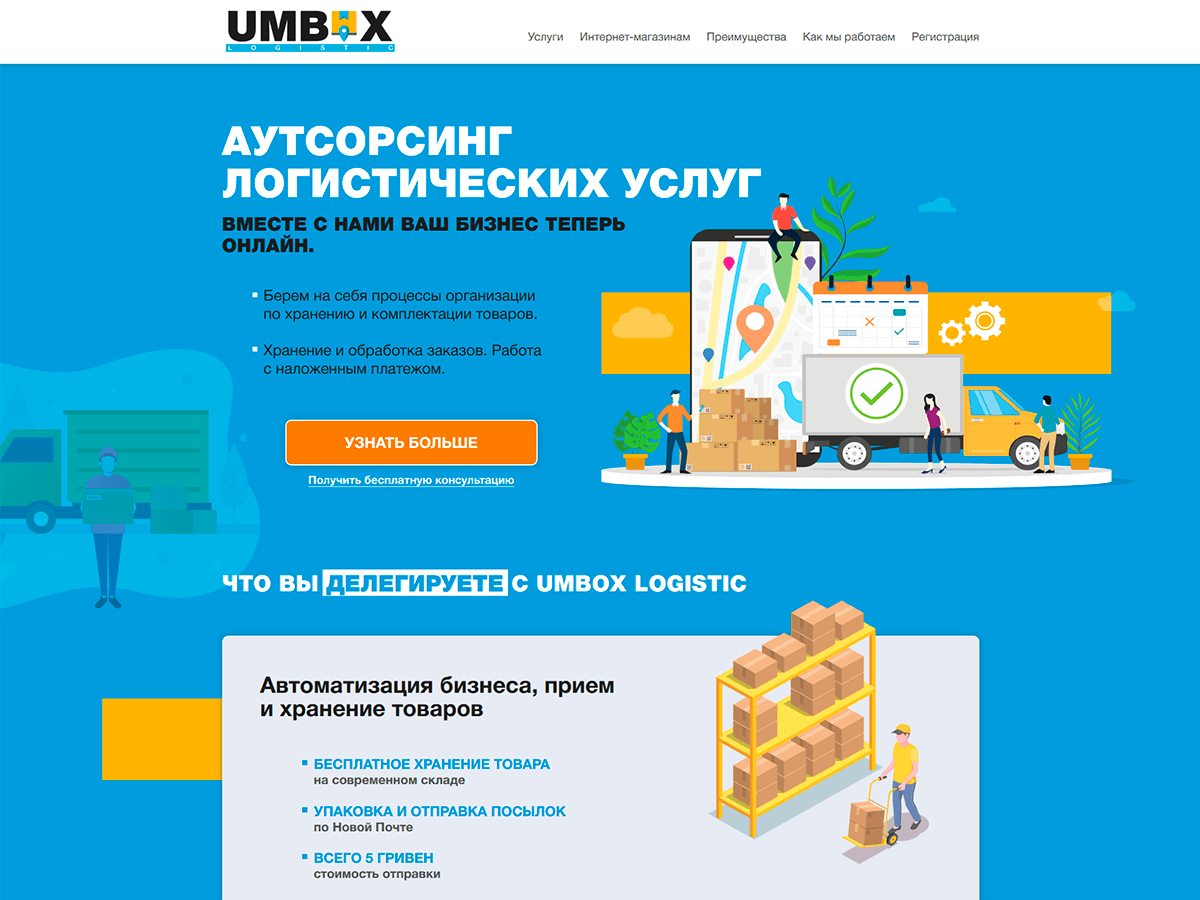 UMBOX
LOGISTIC
Услуги Интернет-магазинам Преимущества Как мы работаем Регистрация
АУТСОРСИНГ
ЛОГИСТИЧЕСКИХ УСЛУГ
ВМЕСТЕ С НАМИ ВАШ БИЗНЕС ТЕПЕРЬ
ОНЛАЙН.
Берем на себя процессы организации
по хранению и комплектации товаров.
Хранение и обработка заказов. Работа
с наложенным платежом.
УЗНАТЬ БОЛЬШЕ
Получить бесплатную консультацию
ЧТО ВЫ ДЕЛЕГИРУЕТЕ С UMBOX LOGISTIC
Автоматизация бизнеса, прием
и хранение товаров
БЕСПЛАТНОЕ ХРАНЕНИЕ ТОВАРА
на современном складе
УПАКОВКА И ОТПРАВКА ПОСЫЛОК
по Новой Почте
ВСЕГО 5 ГРИВЕН
стоимость отправки